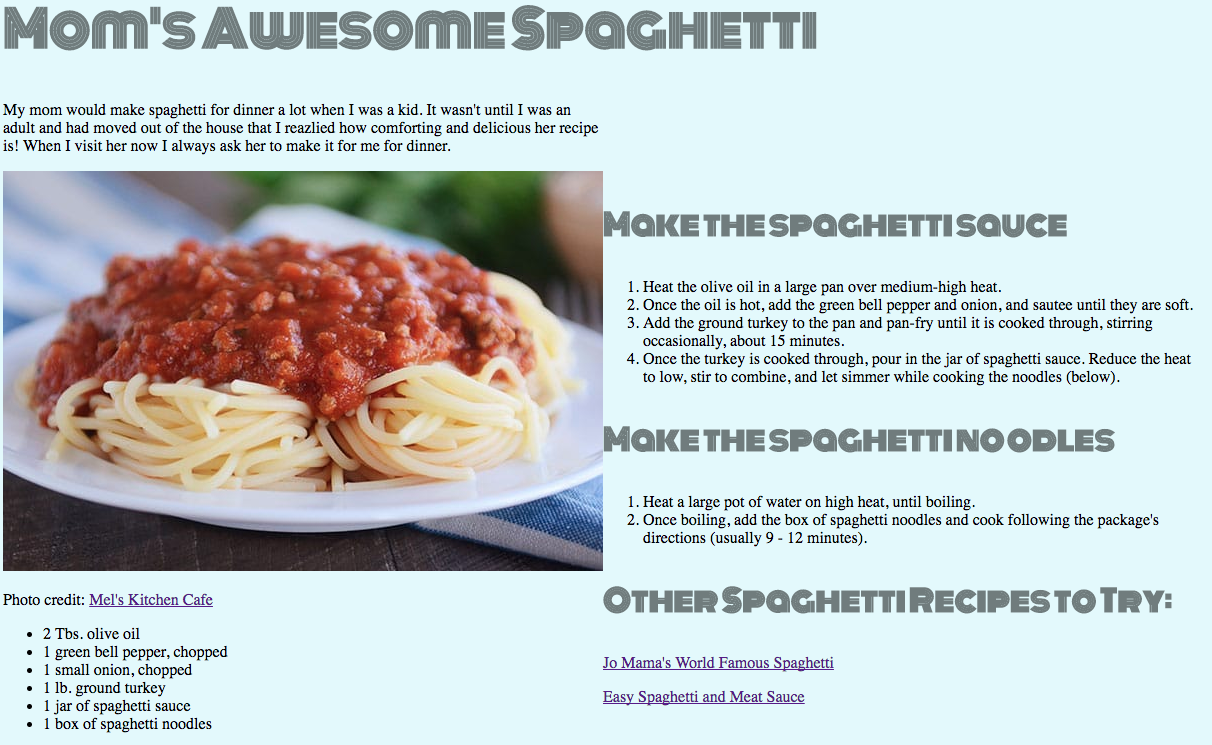 Mom's Awesome Spaghetti
My mom would make spaghetti for dinner a lot when I was a kid. It wasn't until I was an
adult and had moved out of the house that I reazlied how comforting and delicious her recipe
is! When I visit her now I always ask her to make it for me for dinner.
Photo credit: Mel's Kitchen Cafe
• 2 Tbs. olive oil
• 1 green bell pepper, chopped
• 1 small onion, chopped
• 1 lb. ground turkey
• 1 jar of spaghetti sauce
• 1 box of spaghetti noodles
Make the spaghetti sauce
1. Heat the olive oil in a large pan over medium-high heat.
2. Once the oil is hot, add the green bell pepper and onion, and sautee until they are soft.
3. Add the ground turkey to the pan and pan-fry until it is cooked through, stirring
occasionally, about 15 minutes.
4. Once the turkey is cooked through, pour in the jar of spaghetti sauce. Reduce the heat
to low, stir to combine, and let simmer while cooking the noodles (below).
Make the spaghetti noodles
1. Heat a large pot of water on high heat, until boiling.
2. Once boiling, add the box of spaghetti noodles and cook following the package's
directions (usually 9 - 12 minutes).
Other Spaghetti Recipes to Try:
Jo Mama's World Famous Spaghetti
Easy Spaghetti and Meat Sauce